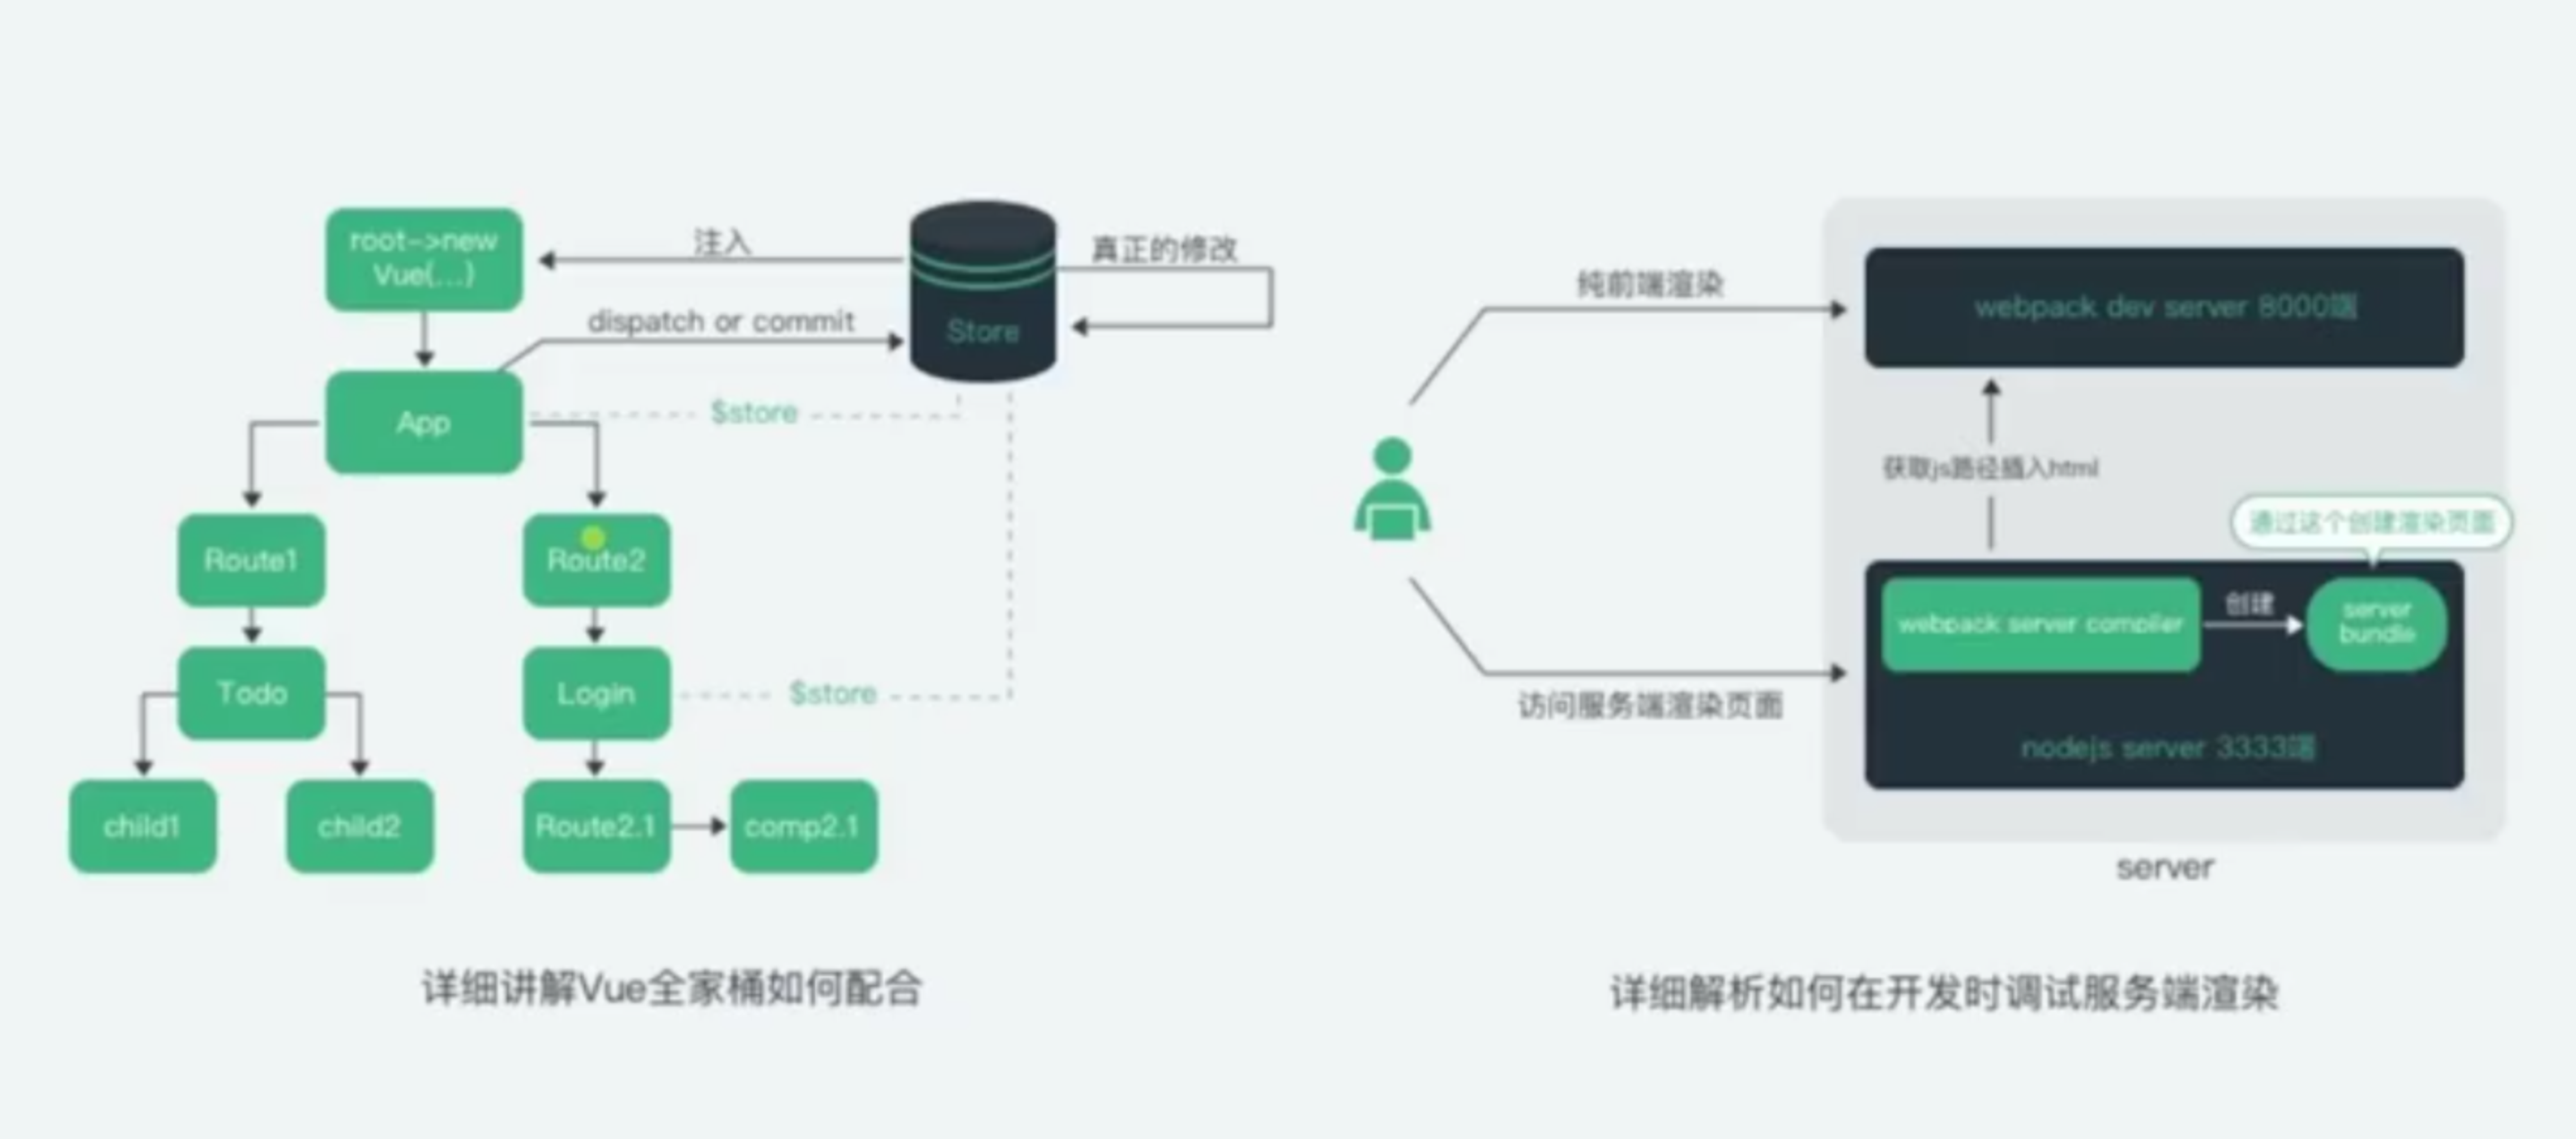 root->new
Vue(...)
注入
真正的修改
dispatch or commit
Store
App
$store
Route1
Route2
Todo
Login
$store
child1
child2
Route2.1
comp2.1
详细讲解Vue全家桶如何配合
纯前端渲染
webpack dev server 8000端
获取js路径插入html
通过这个创建渲染页面
webpack server compiler
创建
server
bundle
访问服务端渲染页面
nodejs server 3333端
server
详细解析如何在开发时调试服务端渲染